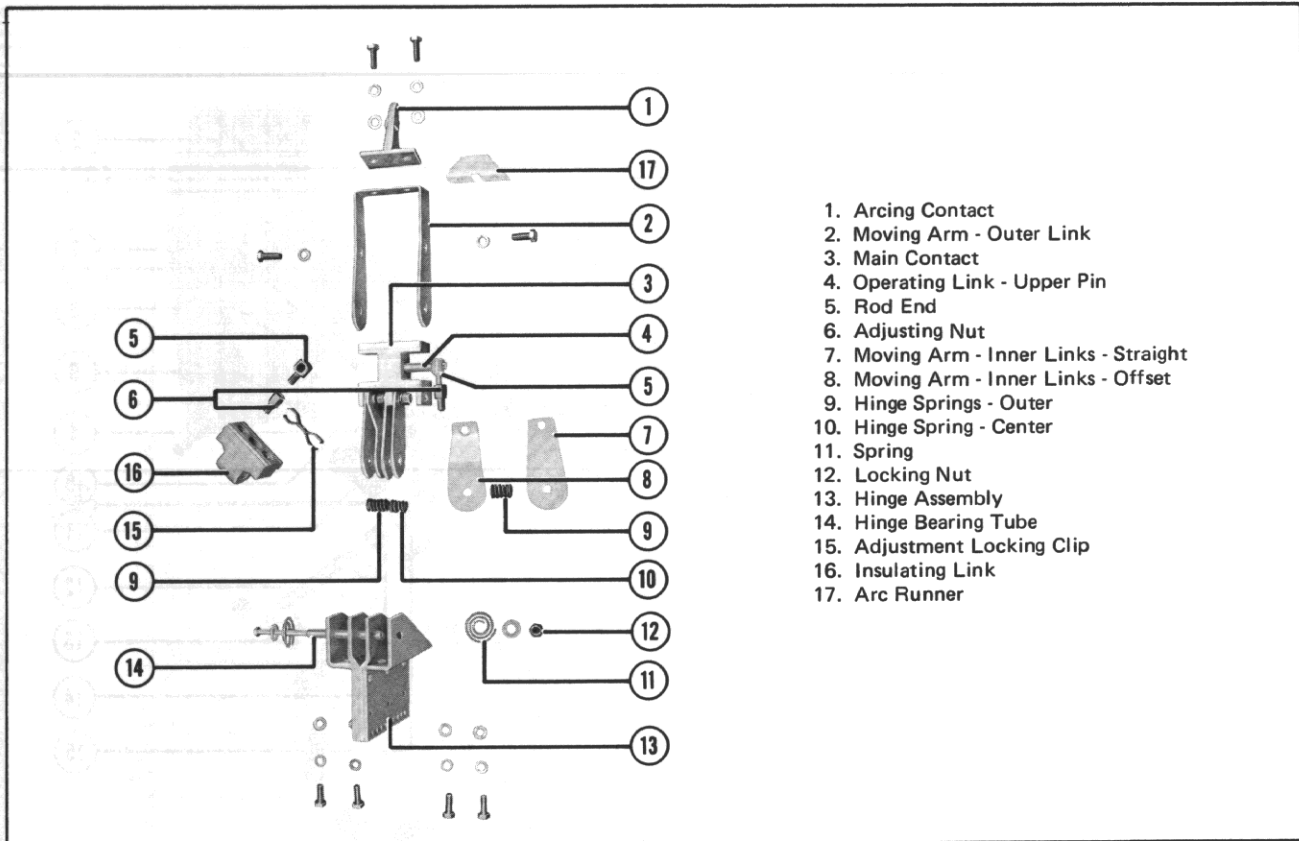 1
17
2
3
4
5
5
6
7
8
16
15
9
9
10
14
12
11
13
1. Arcing Contact
2. Moving Arm - Outer Link
3. Main Contact
4. Operating Link - Upper Pin
5. Rod End
6. Adjusting Nut
7. Moving Arm - Inner Links - Straight
8. Moving Arm - Inner Links - Offset
9. Hinge Springs - Outer
10. Hinge Spring - Center
11. Spring
12. Locking Nut
13. Hinge Assembly
14. Hinge Bearing Tube
15. Adjustment Locking Clip
16. Insulating Link
17. Arc Runner